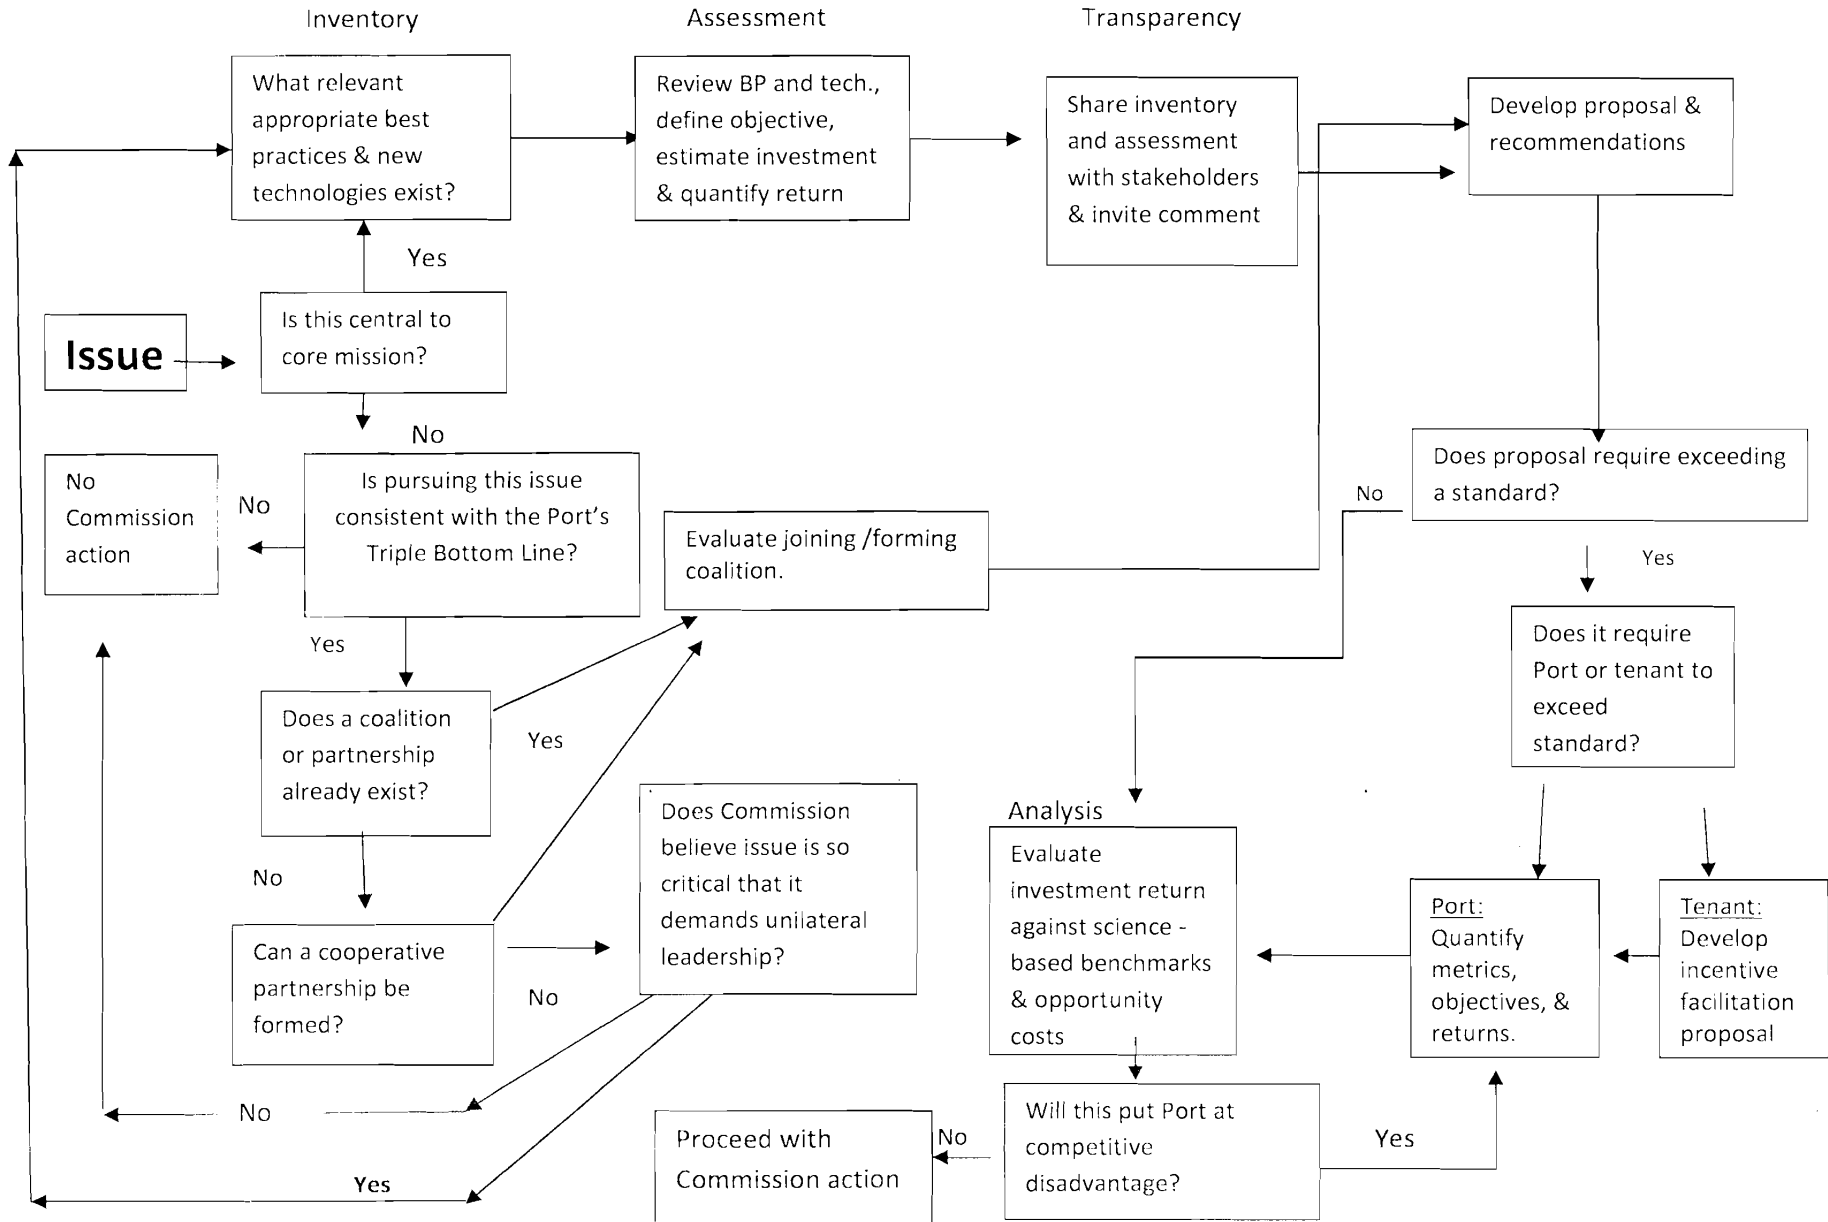 Inventory
Assessment
Transparency
What relevant
appropriate best
practices & new
technologies exist?
Review BP and tech.,
define objective,
estimate investment
& quantify return
Share inventory
and assessment
with stakeholders
& invite comment
Develop proposal &
recommendations
Yes
Issue
Is this central to
core mission?
No
No
Commission
action
No
Is pursuing this issue
consistent with the Port's
Triple Bottom Line?
Evaluate joining /forming
coalition.
Does proposal require exceeding
a standard?
No
Yes
Yes
Does it require
Port or tenant to
exceed
standard?
Does a coalition
or partnership
already exist?
Yes
No
Does Commission
believe issue is so
critical that it
demands unilateral
leadership?
Can a cooperative
partnership be
formed?
No
Analysis
Evaluate
investment return
against science -
based benchmarks
& opportunity
costs
Port:
Quantify
metrics,
objectives, &
returns.
Tenant:
Develop
incentive
facilitation
proposal
No
Yes
Proceed with
Commission action
No
Will this put Port at
competitive
disadvantage?
Yes